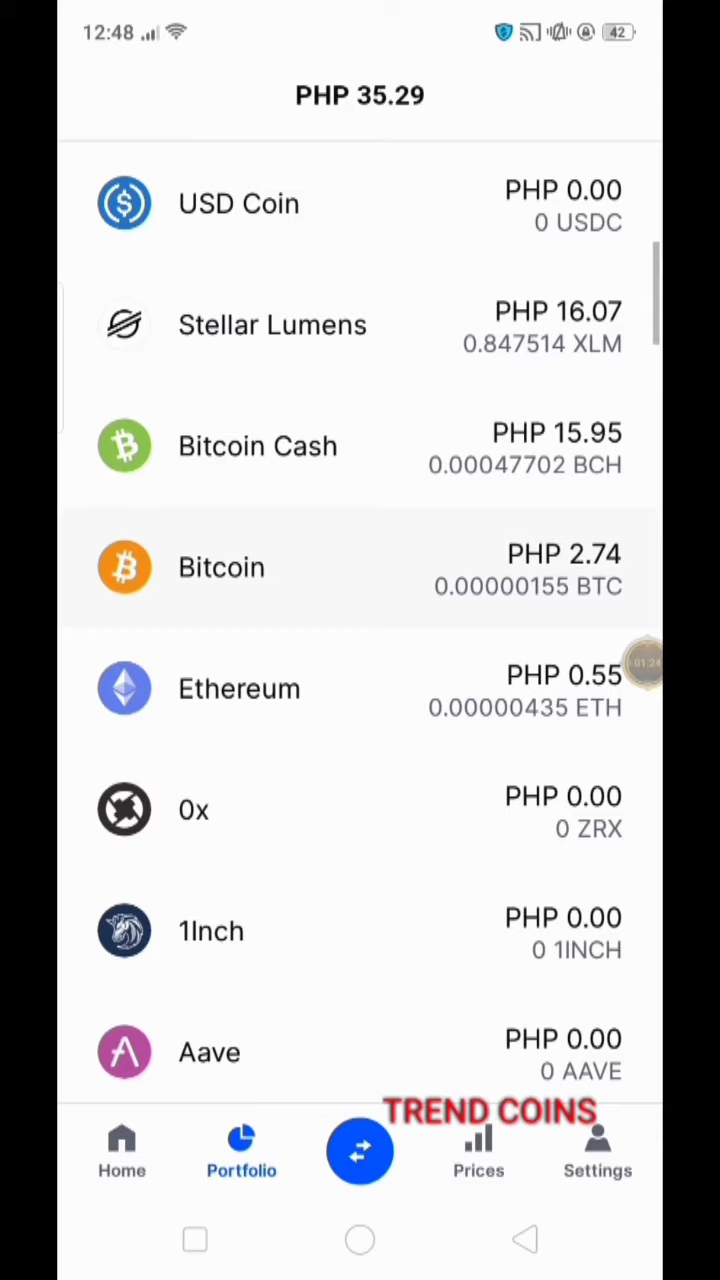 12:48
42
PHP 35.29
USD Coin
PHP 0.00
0 USDC
Stellar Lumens
PHP 16.07
0.847514 XLM
Bitcoin Cash
PHP 15.95
0.00047702 BCH
Bitcoin
PHP 2.74
0.00000155 BTC
Ethereum
PHP 0.55
0.00000435 ETH
01:24
0x
PHP 0.00
0 ZRX
1Inch
PHP 0.00
0 1INCH
Aave
PHP 0.00
0 AAVE
TREND COINS
Home
Portfolio
Prices
Settings